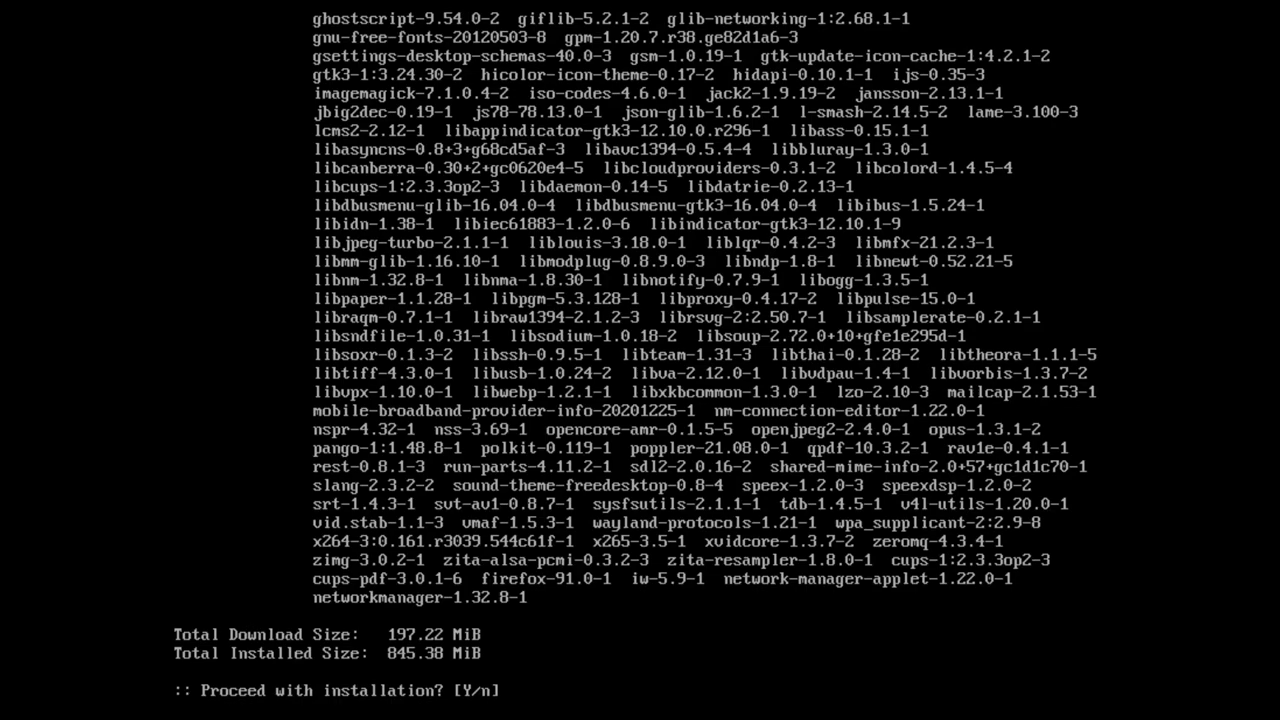 ghostscript-9.54.0-2  giflib-5.2.1-2  glib-networking-1:2.68.1-1
gnu-free-fonts-20120503-8  gpm-1.20.7.r38.ge82d1a6-3
gsettings-desktop-schemas-40.0-3  gsm-1.0.19-1  gtk-update-icon-cache-1:4.2.1-2
gtk3-1:3.24.30-2  hicolor-icon-theme-0.17-2  hidapi-0.10.1-1  ijs-0.35-3
imagemagick-7.1.0.4-2  iso-codes-4.6.0-1  jack2-1.9.19-2  jansson-2.13.1-1
jbig2dec-0.19-1  js78-78.13.0-1  json-glib-1.6.2-1  l-smash-2.14.5-2  lame-3.100-3
lcms2-2.12-1  libappindicator-gtk3-12.10.0.r296-1  libass-0.15.1-1
libasyncns-0.8+3+g68cd5af-3  libavc1394-0.5.4-4  libbluray-1.3.0-1
libcanberra-0.30+2+gc0620e4-5  libcloudproviders-0.3.1-2  libcolord-1.4.5-4
libcups-1:2.3.3op2-3  libdaemon-0.14-5  libdatrie-0.2.13-1
libdbusmenu-glib-16.04.0-4  libdbusmenu-gtk3-16.04.0-4  libibus-1.5.24-1
libidn-1.38-1  libiec61883-1.2.0-6  libindicator-gtk3-12.10.1-9
libjpeg-turbo-2.1.1-1  liblouis-3.18.0-1  liblqr-0.4.2-3  libmfx-21.2.3-1
libmm-glib-1.16.10-1  libmodplug-0.8.9.0-3  libndp-1.8-1  libnewt-0.52.21-5
libnm-1.32.8-1  libnma-1.8.30-1  libnotify-0.7.9-1  libogg-1.3.5-1
libpaper-1.1.28-1  libpgm-5.3.128-1  libproxy-0.4.17-2  libpulse-15.0-1
libraqm-0.7.1-1  libraw1394-2.1.2-3  librsvg-2:2.50.7-1  libsamplerate-0.2.1-1
libsndfile-1.0.31-1  libsodium-1.0.18-2  libsoup-2.72.0+10+gfe1e295d-1
libsoxr-0.1.3-2  libssh-0.9.5-1  libteam-1.31-3  libthai-0.1.28-2  libtheora-1.1.1-5
libtiff-4.3.0-1  libusb-1.0.24-2  libva-2.12.0-1  libvdpau-1.4-1  libvorbis-1.3.7-2
libvpx-1.10.0-1  libwebp-1.2.1-1  libxkbcommon-1.3.0-1  lzo-2.10-3  mailcap-2.1.53-1
mobile-broadband-provider-info-20201225-1  nm-connection-editor-1.22.0-1
nspr-4.32-1  nss-3.69-1  opencore-amr-0.1.5-5  openjpeg2-2.4.0-1  opus-1.3.1-2
pango-1:1.48.8-1  polkit-0.119-1  poppler-21.08.0-1  qpdf-10.3.2-1  rav1e-0.4.1-1
rest-0.8.1-3  run-parts-4.11.2-1  sdl2-2.0.16-2  shared-mime-info-2.0+57+gc1d1c70-1
slang-2.3.2-2  sound-theme-freedesktop-0.8-4  speex-1.2.0-3  speexdsp-1.2.0-2
srt-1.4.3-1  svt-av1-0.8.7-1  sysfsutils-2.1.1-1  tdb-1.4.5-1  v4l-utils-1.20.0-1
vid.stab-1.1-3  vmaf-1.5.3-1  wayland-protocols-1.21-1  wpa_supplicant-2:2.9-8
x264-3:0.161.r3039.544c61f-1  x265-3.5-1  xvidcore-1.3.7-2  zeromq-4.3.4-1
zimg-3.0.2-1  zita-alsa-pcmi-0.3.2-3  zita-resampler-1.8.0-1  cups-1:2.3.3op2-3
cups-pdf-3.0.1-6  firefox-91.0-1  iw-5.9-1  network-manager-applet-1.22.0-1
networkmanager-1.32.8-1
Total Download Size:   197.22 MiB
Total Installed Size:  845.38 MiB
:: Proceed with installation? [Y/n]